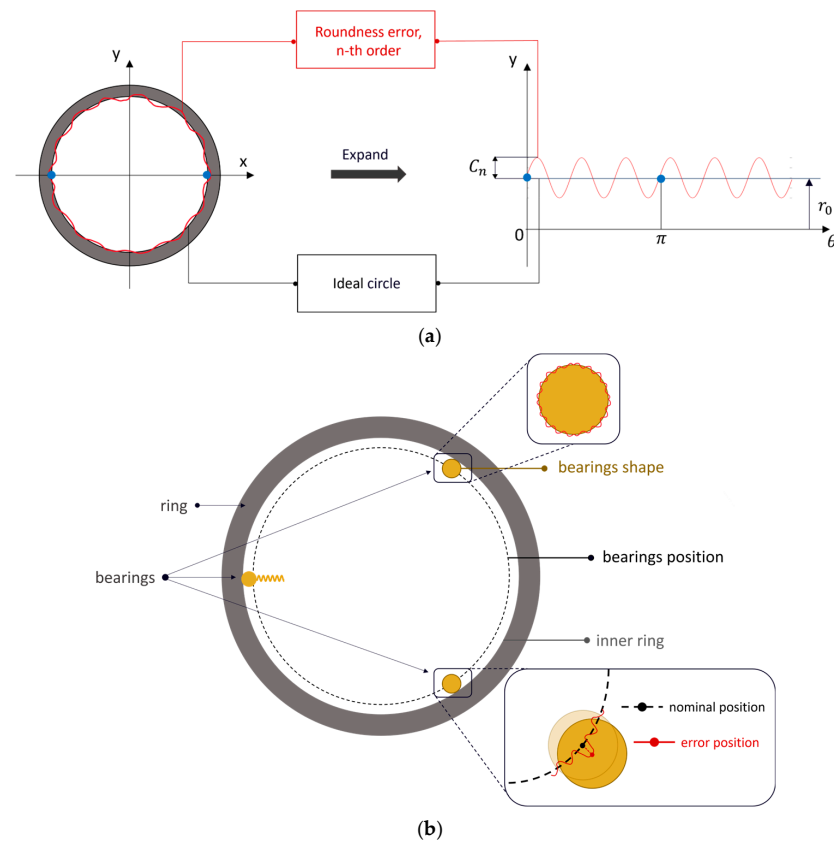 Roundness error,
n-th order
y
y
x
Expand
C_n
r_0
0
π
θ
Ideal circle
(a)
bearings shape
ring
bearings position
bearings
inner ring
nominal position
error position
(b)